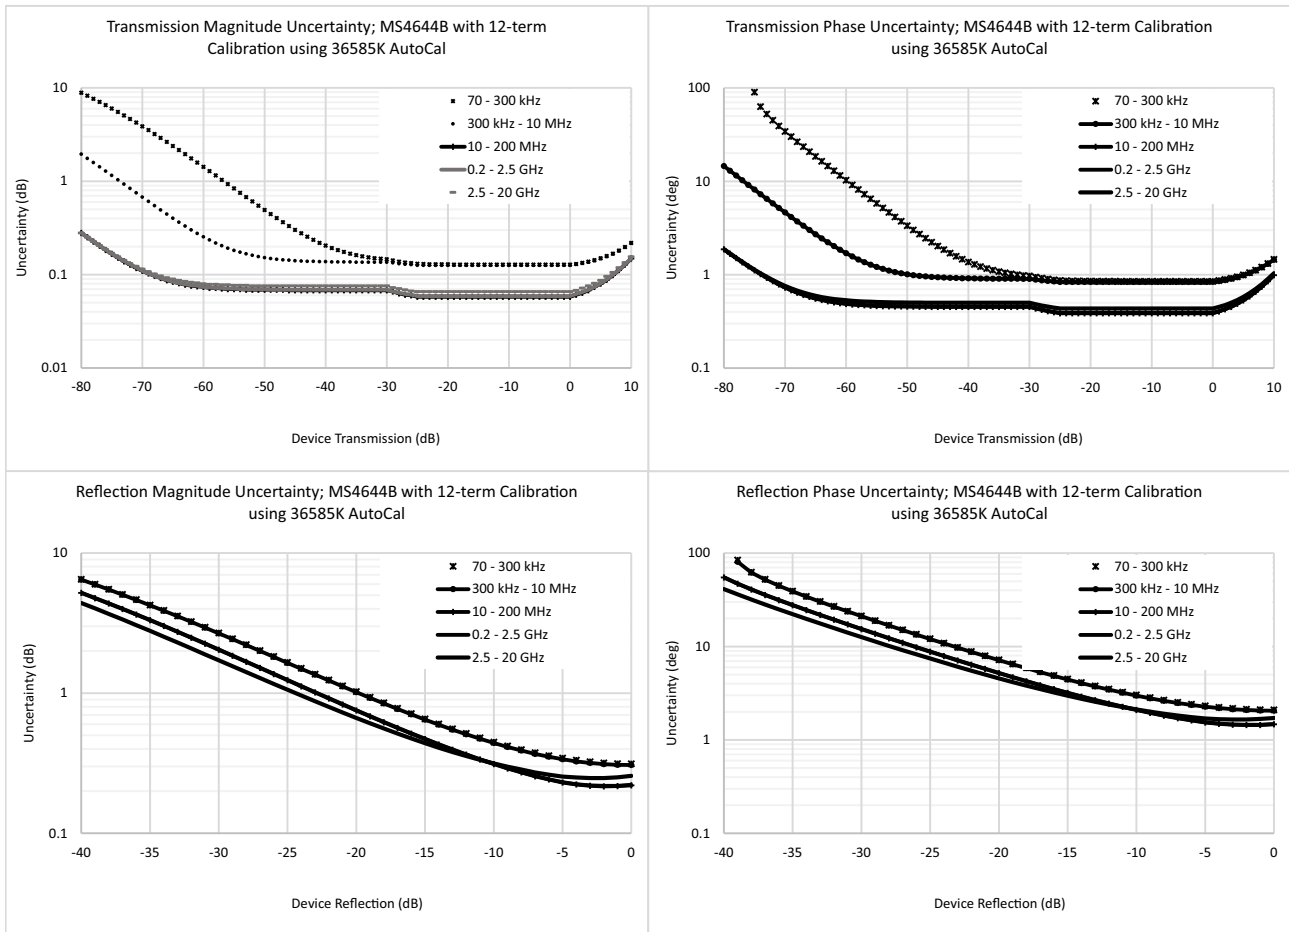 Transmission Magnitude Uncertainty; MS4644B with 12-term
Calibration using 36585K AutoCal
10
1
0.1
0.01
Uncertainty (dB)
70 - 300 kHz
300 kHz - 10 MHz
10 - 200 MHz
0.2 - 2.5 GHz
2.5 - 20 GHz
-80 -70 -60 -50 -40 -30 -20 -10 0 10
Device Transmission (dB)
Transmission Phase Uncertainty; MS4644B with 12-term Calibration
using 36585K AutoCal
100
10
1
0.1
Uncertainty (deg)
70 - 300 kHz
300 kHz - 10 MHz
10 - 200 MHz
0.2 - 2.5 GHz
2.5 - 20 GHz
-80 -70 -60 -50 -40 -30 -20 -10 0 10
Device Transmission (dB)
Reflection Magnitude Uncertainty; MS4644B with 12-term Calibration
using 36585K AutoCal
10
1
0.1
Uncertainty (dB)
70 - 300 kHz
300 kHz - 10 MHz
10 - 200 MHz
0.2 - 2.5 GHz
2.5 - 20 GHz
-40 -35 -30 -25 -20 -15 -10 -5 0
Device Reflection (dB)
Reflection Phase Uncertainty; MS4644B with 12-term Calibration
using 36585K AutoCal
100
10
1
0.1
Uncertainty (deg)
70 - 300 kHz
300 kHz - 10 MHz
10 - 200 MHz
0.2 - 2.5 GHz
2.5 - 20 GHz
-40 -35 -30 -25 -20 -15 -10 -5 0
Device Reflection (dB)